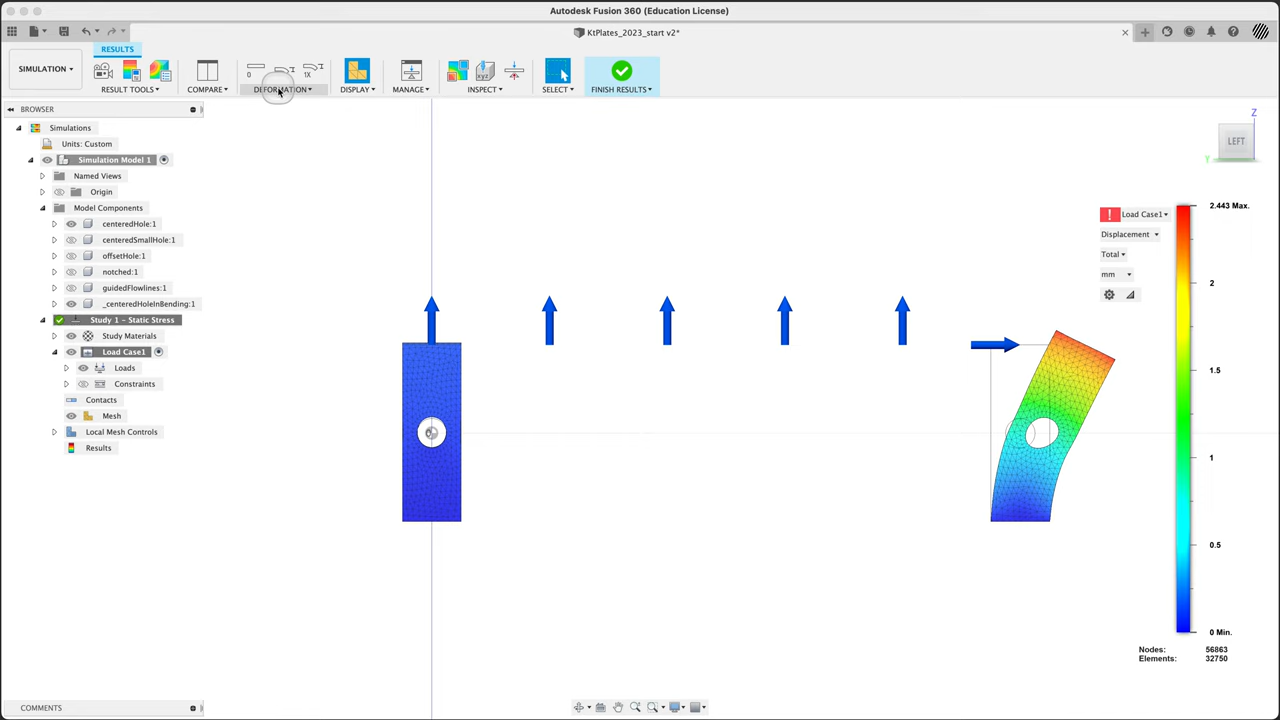 Autodesk Fusion 360 (Education License)
KtPlates_2023_start v2*
RESULTS
SIMULATION
0
1X
RESULT TOOLS
COMPARE
DEFORMATION
DISPLAY
MANAGE
INSPECT
SELECT
FINISH RESULTS
BROWSER
Simulations
Units: Custom
Simulation Model 1
Named Views
Origin
Model Components
centeredHole:1
centeredSmallHole:1
offsetHole:1
notched:1
guidedFlowlines:1
_centeredHoleInBending:1
Study 1 - Static Stress
Study Materials
Load Case1
Loads
Constraints
Contacts
Mesh
Local Mesh Controls
Results
Z
LEFT
Y
Load Case1
Displacement
Total
mm
2.443 Max.
2
1.5
1
0.5
0 Min.
Nodes: 56863
Elements: 32750
COMMENTS